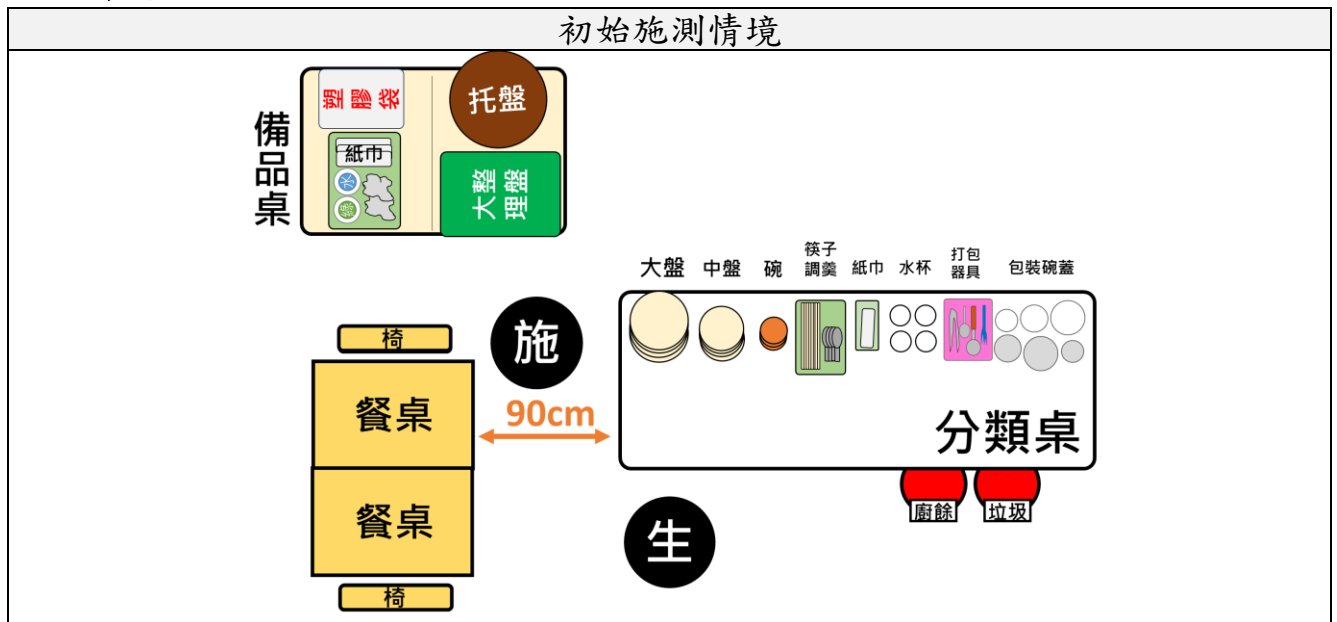 初始施測情境
備品桌
塑膠袋
托盤
紙巾
水
綠
大整理盤
大盤
中盤
碗
筷子
調羹
紙巾
水杯
打包
器具
包裝碗蓋
椅
施
餐桌
90cm
分類桌
餐桌
生
廚餘
垃圾
椅